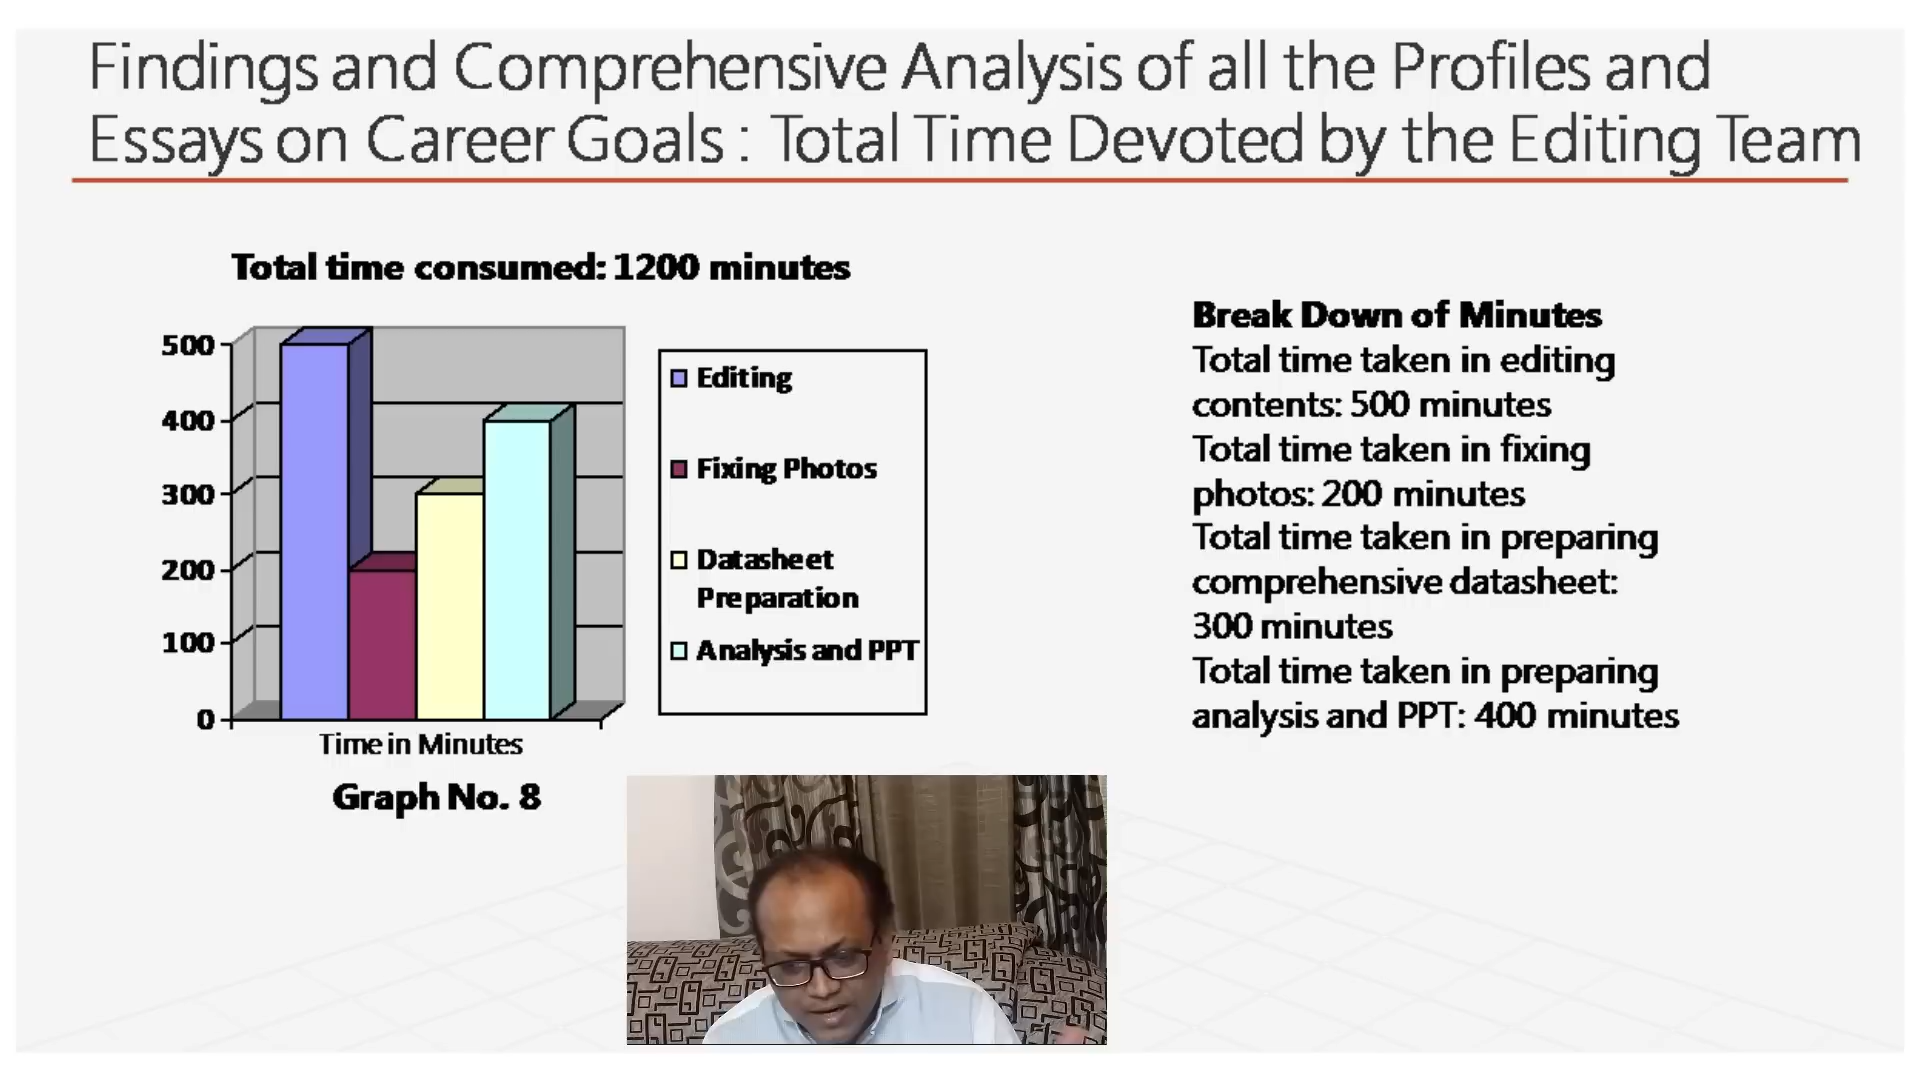 Findings and Comprehensive Analysis of all the Profiles and
Essays on Career Goals : Total Time Devoted by the Editing Team
Total time consumed: 1200 minutes
500
400
300
200
100
0
Time in Minutes
Graph No. 8
Editing
Fixing Photos
Datasheet
Preparation
Analysis and PPT
Break Down of Minutes
Total time taken in editing
contents: 500 minutes
Total time taken in fixing
photos: 200 minutes
Total time taken in preparing
comprehensive datasheet:
300 minutes
Total time taken in preparing
analysis and PPT: 400 minutes